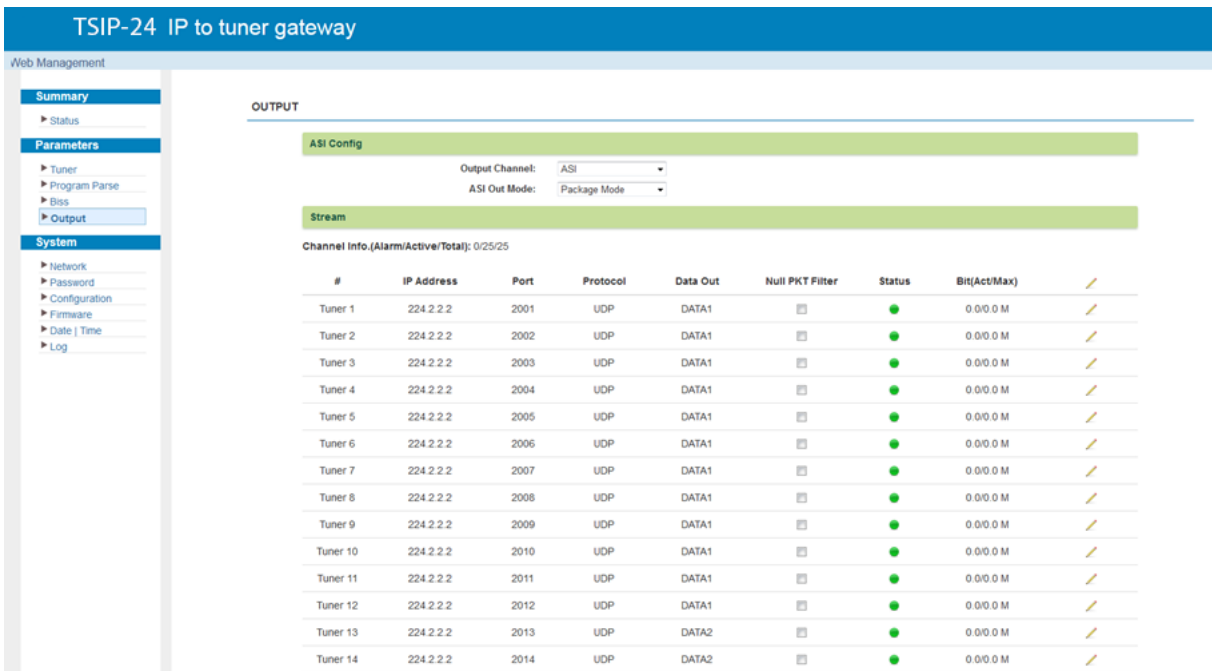 TSIP-24 IP to tuner gateway
Web Management
Summary
Status
Parameters
Tuner
Program Parse
Biss
Output
System
Network
Password
Configuration
Firmware
Date | Time
Log
OUTPUT
ASI Config
Output Channel: ASI
ASI Out Mode: Package Mode
Stream
Channel Info.(Alarm/Active/Total): 0/25/25
# IP Address Port Protocol Data Out Null PKT Filter Status Bit(Act/Max)
Tuner 1 224.2.2.2 2001 UDP DATA1 0.0/0.0 M
Tuner 2 224.2.2.2 2002 UDP DATA1 0.0/0.0 M
Tuner 3 224.2.2.2 2003 UDP DATA1 0.0/0.0 M
Tuner 4 224.2.2.2 2004 UDP DATA1 0.0/0.0 M
Tuner 5 224.2.2.2 2005 UDP DATA1 0.0/0.0 M
Tuner 6 224.2.2.2 2006 UDP DATA1 0.0/0.0 M
Tuner 7 224.2.2.2 2007 UDP DATA1 0.0/0.0 M
Tuner 8 224.2.2.2 2008 UDP DATA1 0.0/0.0 M
Tuner 9 224.2.2.2 2009 UDP DATA1 0.0/0.0 M
Tuner 10 224.2.2.2 2010 UDP DATA1 0.0/0.0 M
Tuner 11 224.2.2.2 2011 UDP DATA1 0.0/0.0 M
Tuner 12 224.2.2.2 2012 UDP DATA1 0.0/0.0 M
Tuner 13 224.2.2.2 2013 UDP DATA2 0.0/0.0 M
Tuner 14 224.2.2.2 2014 UDP DATA2 0.0/0.0 M